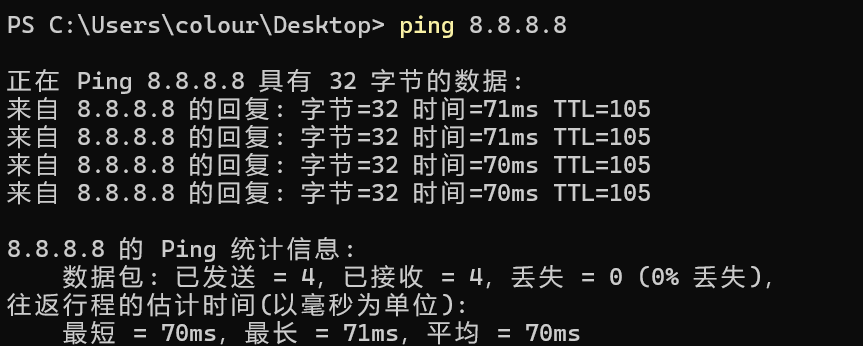 PS C:\Users\colour\Desktop> ping 8.8.8.8
正在 Ping 8.8.8.8 具有 32 字节的数据:
来自 8.8.8.8 的回复: 字节=32 时间=71ms TTL=105
来自 8.8.8.8 的回复: 字节=32 时间=71ms TTL=105
来自 8.8.8.8 的回复: 字节=32 时间=70ms TTL=105
来自 8.8.8.8 的回复: 字节=32 时间=70ms TTL=105
8.8.8.8 的 Ping 统计信息:
数据包: 已发送 = 4，已接收 = 4，丢失 = 0 (0% 丢失)，
往返行程的估计时间(以毫秒为单位):
最短 = 70ms，最长 = 71ms，平均 = 70ms